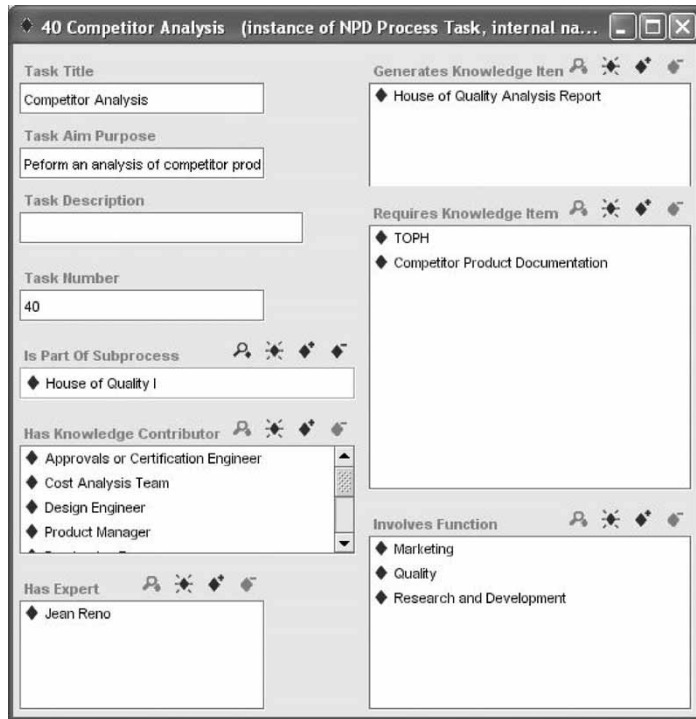 40 Competitor Analysis (instance of NPD Process Task, internal na...
Task Title
Competitor Analysis
Task Aim Purpose
Peform an analysis of competitor prod
Task Description
Task Number
40
Is Part Of Subprocess
House of Quality I
Has Knowledge Contributor
Approvals or Certification Engineer
Cost Analysis Team
Design Engineer
Product Manager
Has Expert
Jean Reno
Generates Knowledge Iten
House of Quality Analysis Report
Requires Knowledge Item
TOPH
Competitor Product Documentation
Involves Function
Marketing
Quality
Research and Development